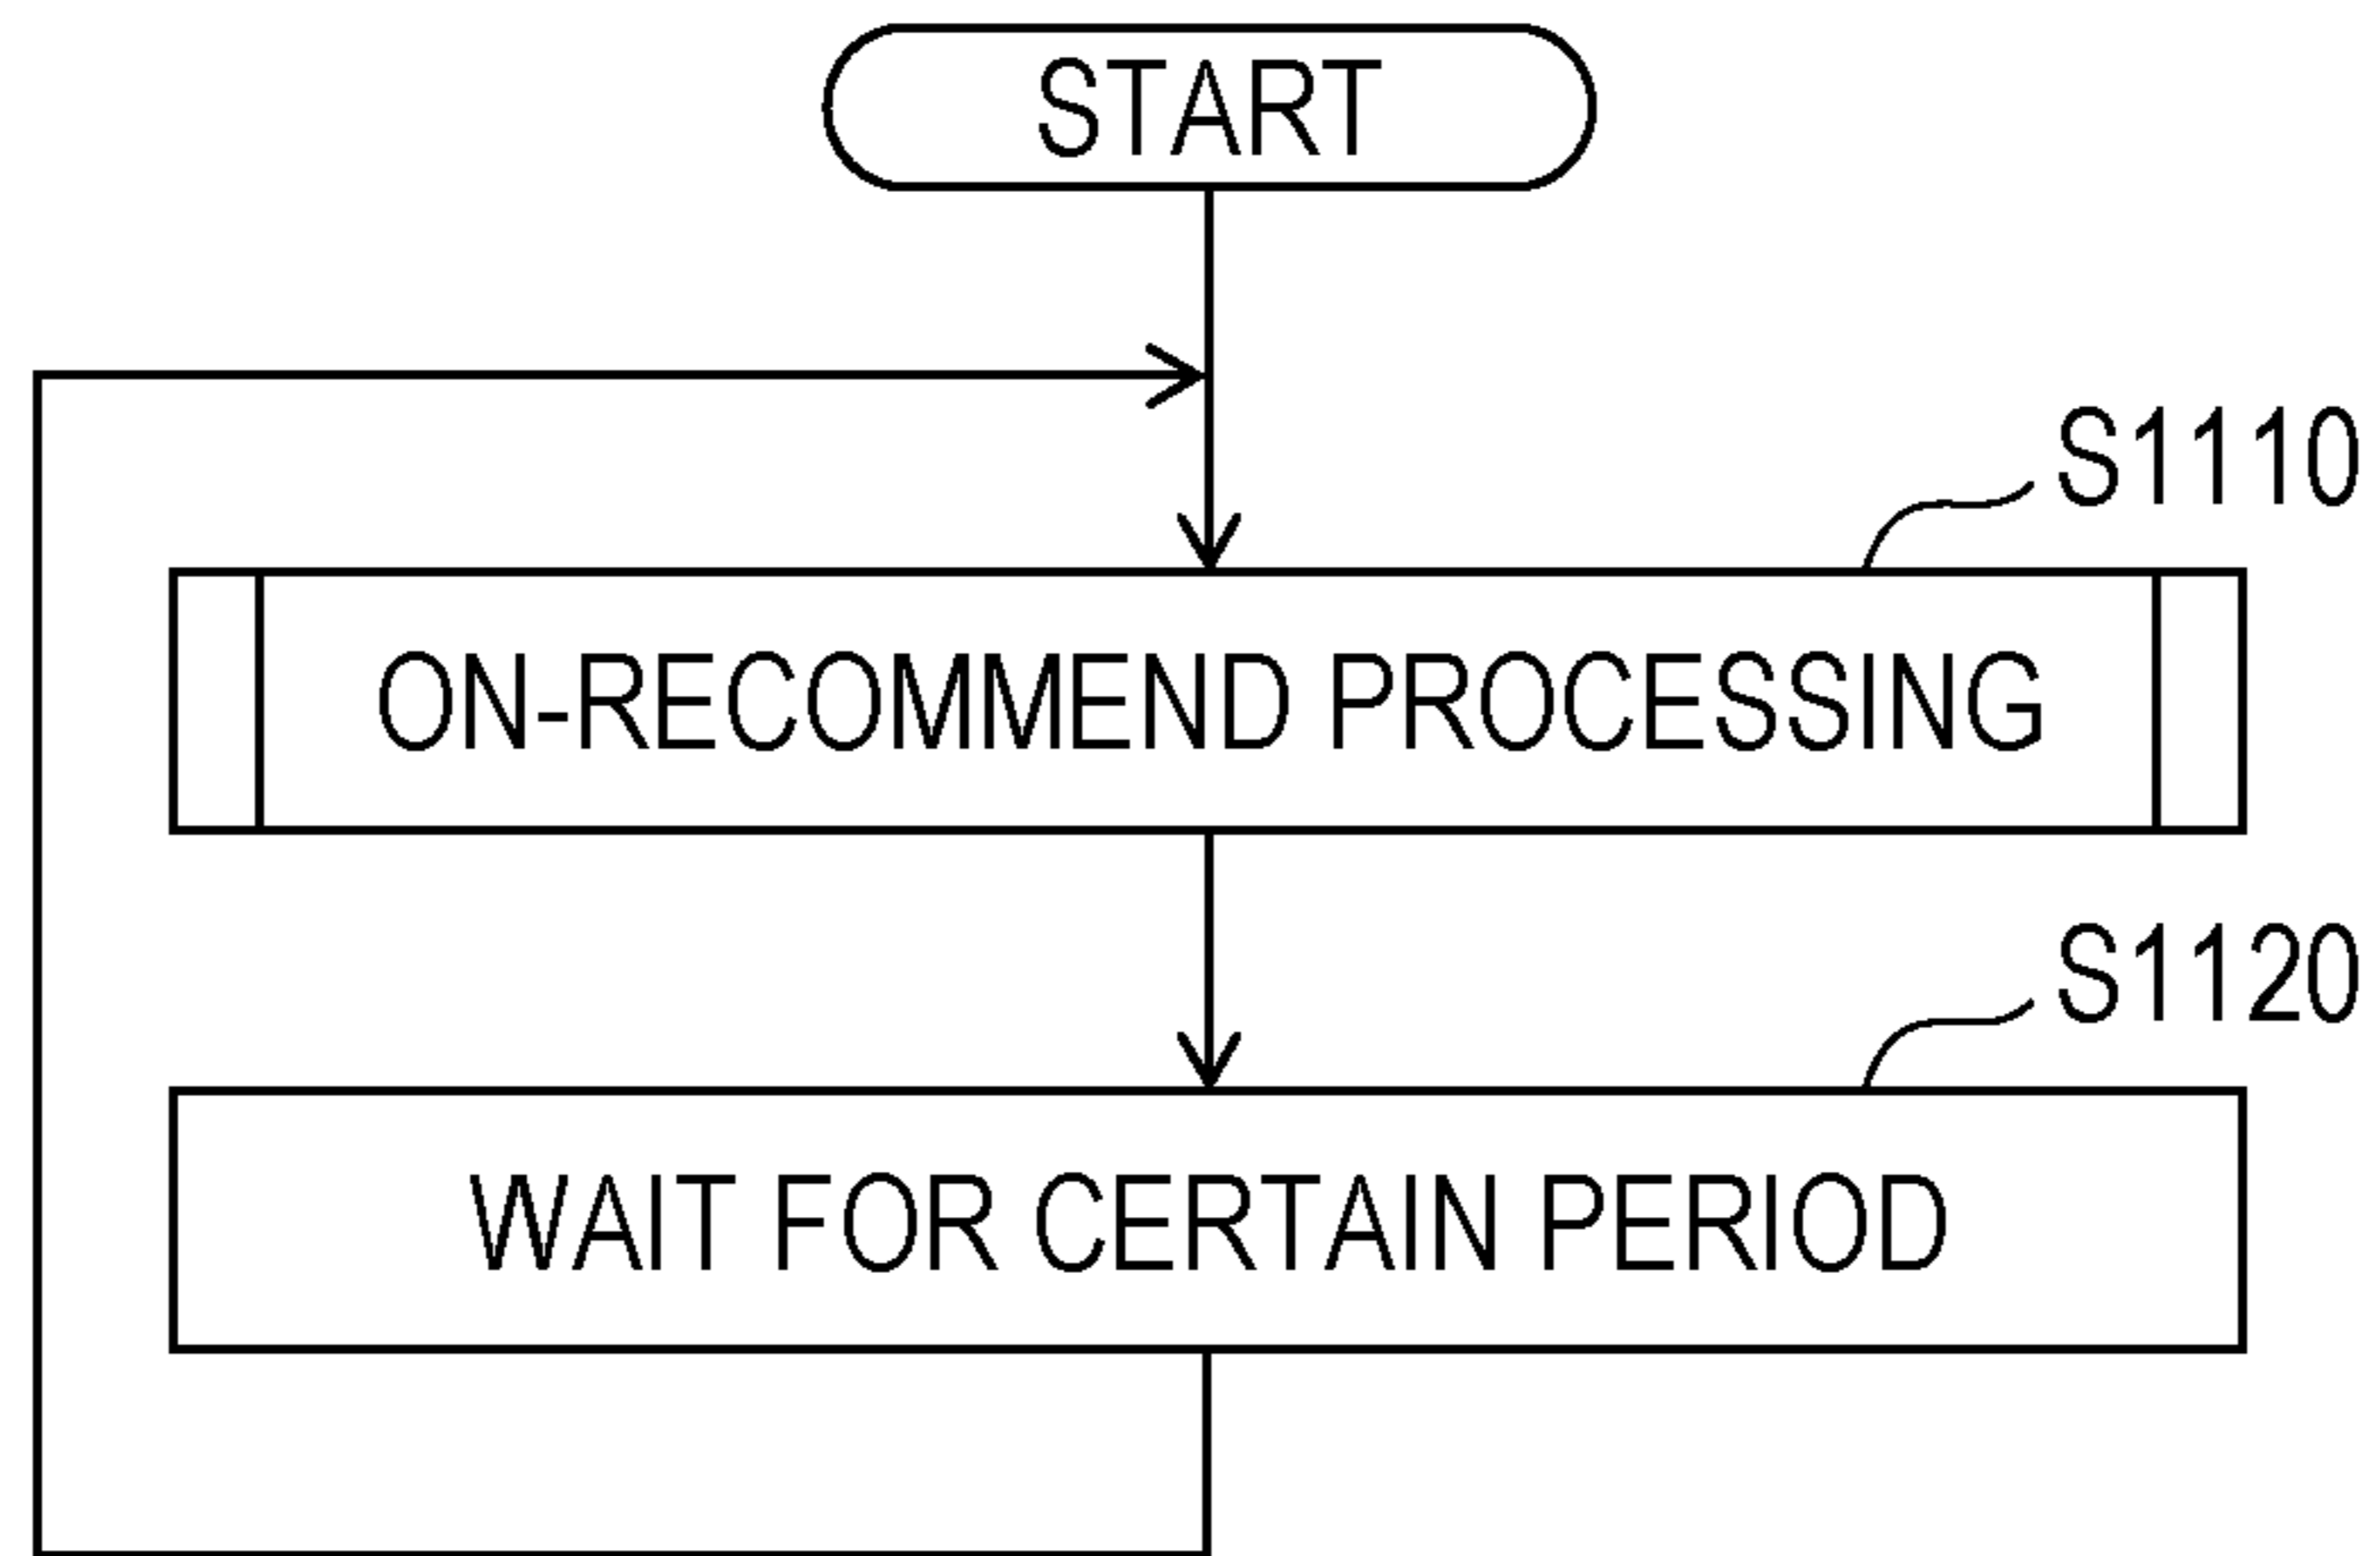 START
S1110
ON-RECOMMEND PROCESSING
S1120
WAIT FOR CERTAIN PERIOD